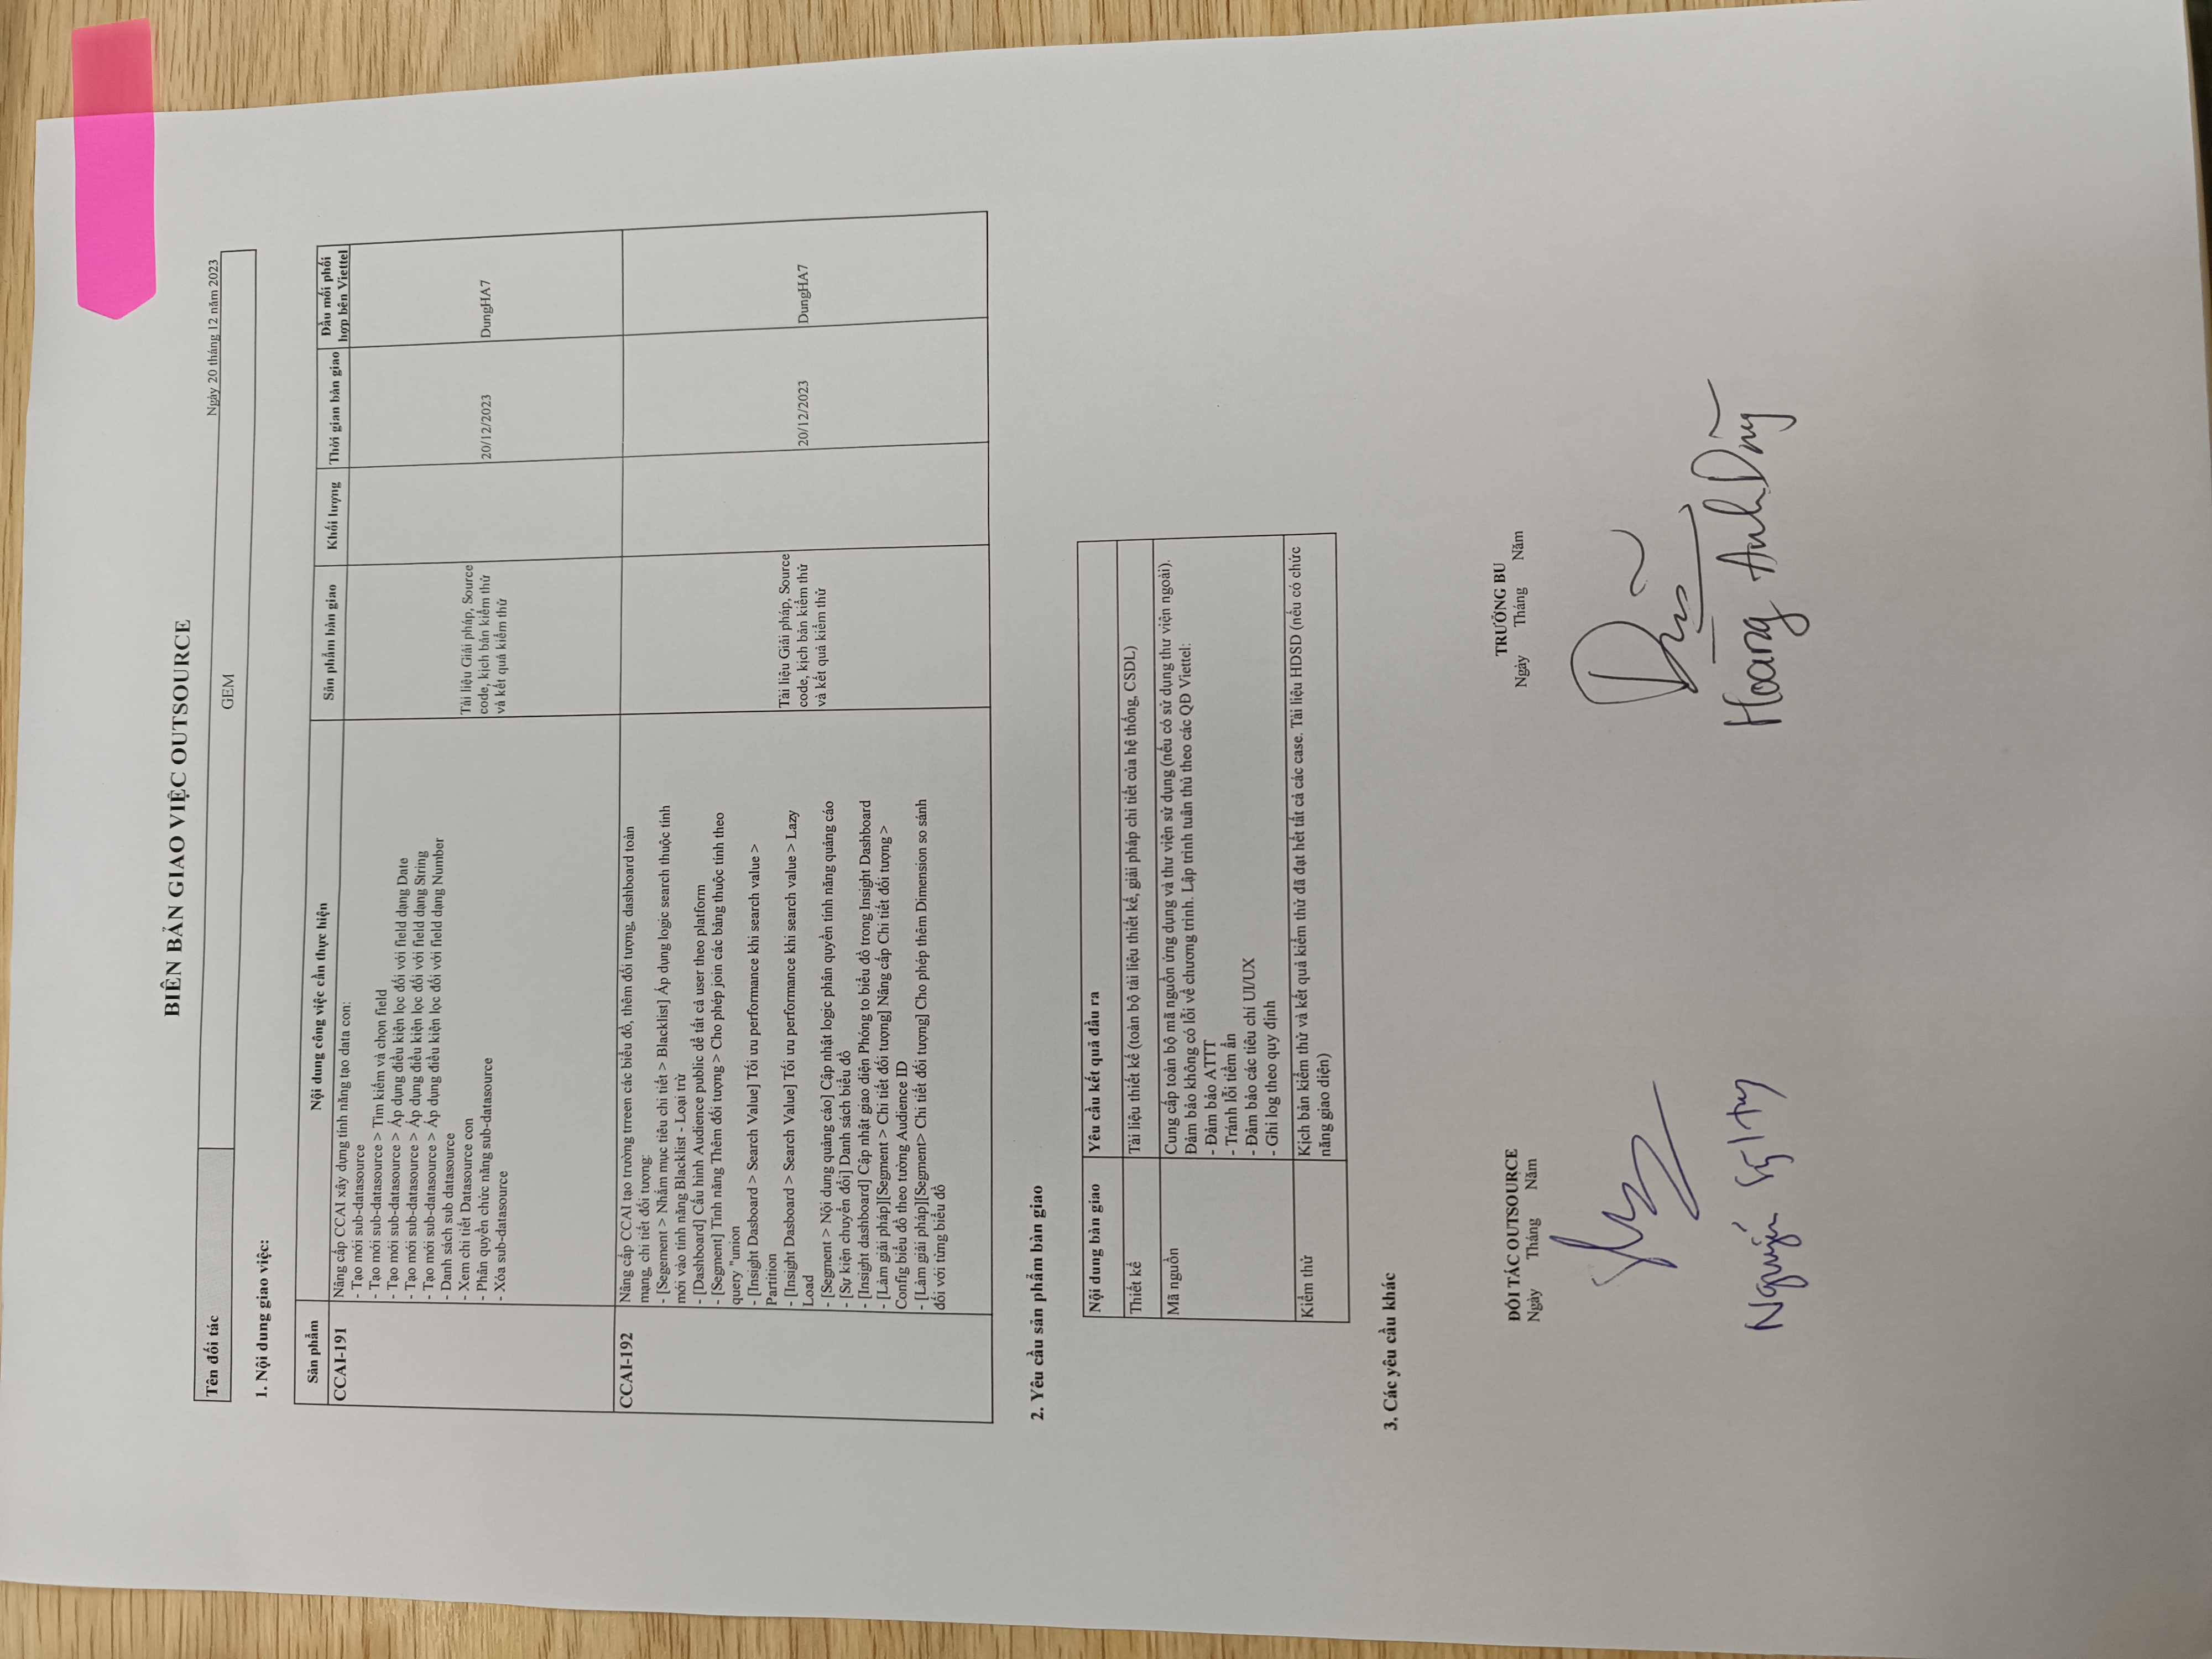 BIÊN BẢN GIAO VIỆC OUTSOURCE
Ngày 20 tháng 12 năm 2023
Tên đối tác GEM
1. Nội dung giao việc:
Sản phẩm Nội dung công việc cần thực hiện Sản phẩm bàn giao Khối lượng Thời gian bàn giao Đầu mối phối
hợp bên Viettel
CCAI-191
Nâng cấp CCAI xây dựng tính năng tạo data con:
- Tạo mới sub-datasource
- Tạo mới sub-datasource > Tìm kiếm và chọn field
- Tạo mới sub-datasource > Áp dụng điều kiện lọc đối với field dạng Date
- Tạo mới sub-datasource > Áp dụng điều kiện lọc đối với field dạng String
- Tạo mới sub-datasource > Áp dụng điều kiện lọc đối với field dạng Number
- Danh sách sub datasource
- Xem chi tiết Datasource con
- Phân quyền chức năng sub-datasource
- Xóa sub-datasource
Tài liệu Giải pháp, Source
code, kịch bản kiểm thử
và kết quả kiểm thử
20/12/2023
DungHA7
CCAI-192
Nâng cấp CCAI tạo trường trreen các biểu đồ, thêm đối tượng, dashboard toàn
mạng, chi tiết đối tượng:
- [Segement > Nhắm mục tiêu chi tiết > Blacklist] Áp dụng logic search thuộc tính
mới vào tính năng Blacklist - Loại trừ
- [Dashboard] Cấu hình Audience public để tất cả user theo platform
- [Segment] Tính năng Thêm đối tượng > Cho phép join các bảng thuộc tính theo
query "union
- [Insight Dasboard > Search Value] Tối ưu performance khi search value >
Partition
- [Insight Dasboard > Search Value] Tối ưu performance khi search value > Lazy
Load
- [Segment > Nội dung quảng cáo] Cập nhật logic phân quyền tính năng quảng cáo
- [Sự kiện chuyển đổi] Danh sách biểu đồ
- [Insight dashboard] Cập nhật giao diện Phóng to biểu đồ trong Insight Dashboard
- [Làm giải pháp][Segment > Chi tiết đối tượng] Nâng cấp Chi tiết đối tượng >
Config biểu đồ theo tường Audience ID
- [Làm giải pháp][Segment> Chi tiết đối tượng] Cho phép thêm Dimension so sánh
đối với từng biểu đồ
Tài liệu Giải pháp, Source
code, kịch bản kiểm thử
và kết quả kiểm thử
20/12/2023
DungHA7
2. Yêu cầu sản phẩm bàn giao
Nội dung bàn giao Yêu cầu kết quả đầu ra
Thiết kế Tài liệu thiết kế (toàn bộ tài liệu thiết kế, giải pháp chi tiết của hệ thống, CSDL)
Mã nguồn
Cung cấp toàn bộ mã nguồn ứng dụng và thư viện sử dụng (nếu có sử dụng thư viện ngoài).
Đảm bảo không có lỗi về chương trình. Lập trình tuân thủ theo các QĐ Viettel:
- Đảm bảo ATTT
- Tránh lỗi tiềm ẩn
- Đảm bảo các tiêu chí UI/UX
- Ghi log theo quy định
Kiểm thử
Kịch bản kiểm thử và kết quả kiểm thử đã đạt hết tất cả các case. Tài liệu HDSD (nếu có chức
năng giao diện)
3. Các yêu cầu khác
ĐỐI TÁC OUTSOURCE
Ngày Tháng Năm
Nguyễn Sỹ
TRƯỞNG BU
Ngày Tháng Năm
Hoàng Anh Dũng